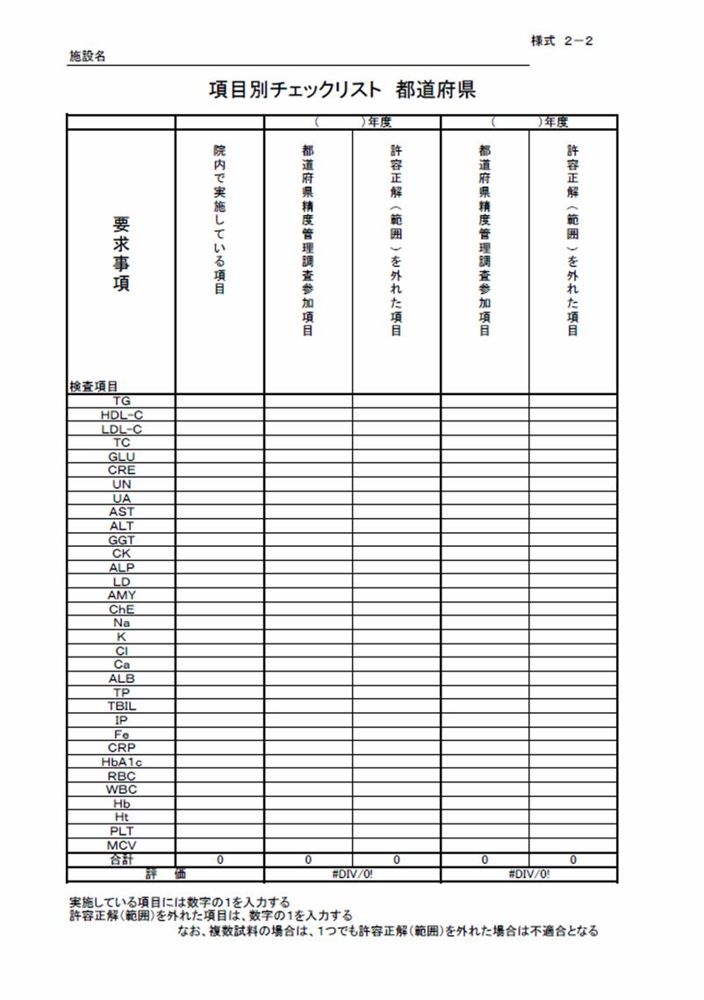 様式 2－2
施設名
項目別チェックリスト 都道府県
(　　　)年度
(　　　)年度
要求事項
院内で実施している項目
都道府県精度管理調査参加項目
許容正解(範囲)を外れた項目
都道府県精度管理調査参加項目
許容正解(範囲)を外れた項目
検査項目
TG
HDL-C
LDL-C
TC
GLU
CRE
UN
UA
AST
ALT
GGT
CK
ALP
LD
AMY
ChE
Na
K
Cl
Ca
ALB
TP
TBIL
IP
Fe
CRP
HbA1c
RBC
WBC
Hb
Ht
PLT
MCV
合計 0 0 0 0 0
評　価 #DIV/0! #DIV/0!
実施している項目には数字の1を入力する
許容正解(範囲)を外れた項目は、数字の1を入力する
なお、複数試料の場合は、1つでも許容正解(範囲)を外れた場合は不適合となる